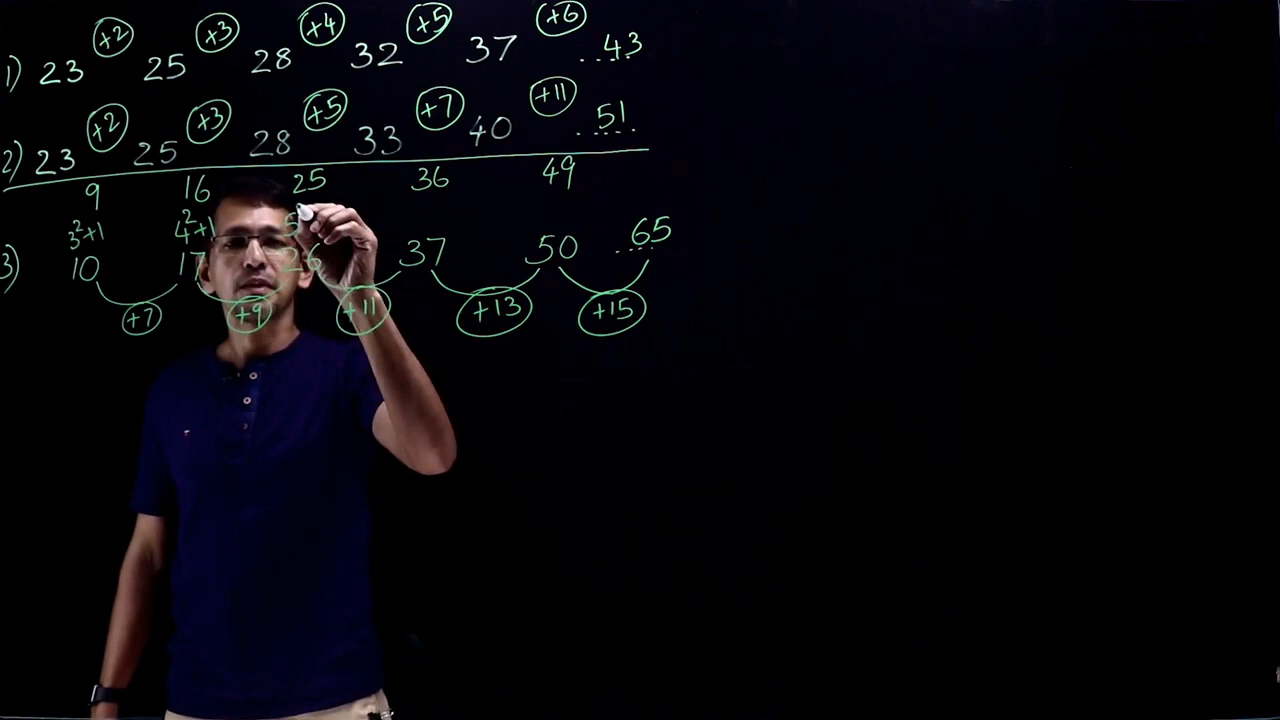 +2 +3 +4 +5 +6
1) 23 25 28 32 37 ....43
+2 +3 +5 +7 +11
2) 23 25 28 33 40 .....51
9 16 25 36 49
3²+1 4²+1 5
3) 10 17 26 37 50 ....65
+7 +9 +11 +13 +15